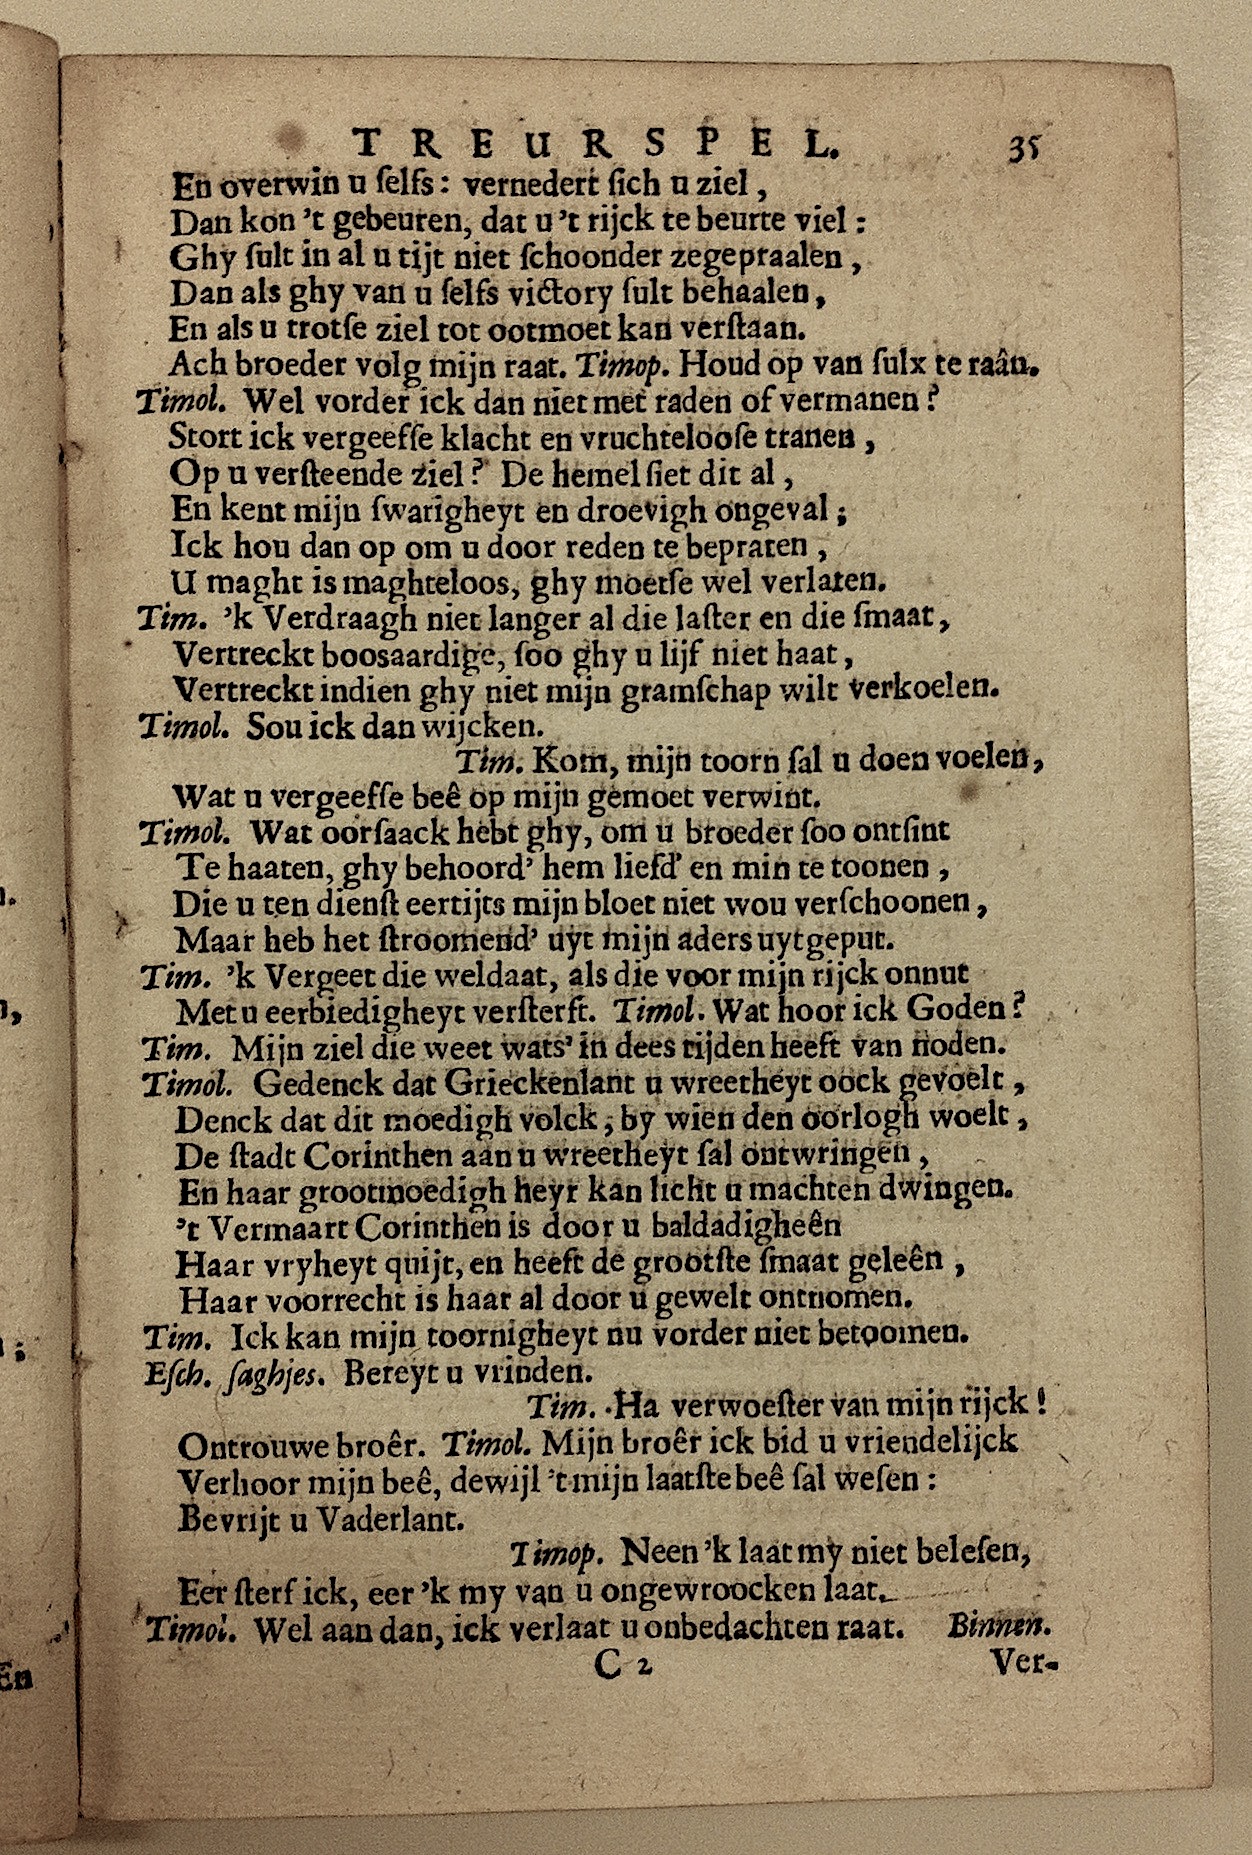 TREURSPEL. 35
En overwin u ſelfs: vernedert ſich u ziel,
Dan kon 't gebeuren, dat u 't rijck te beurte viel:
Ghy ſult in al u tijt niet ſchoonder zegepraalen,
Dan als ghy van u ſelfs victory ſult behaalen,
En als u trotſe ziel tot ootmoet kan verſtaan.
Ach broeder volg mijn raat. Timop. Houd op van ſulx te raân.
Timol. Wel vorder ick dan niet met raden of vermanen?
Stort ick vergeefſe klacht en vruchtelooſe tranen,
Op u verſteende ziel? De hemel ſiet dit al,
En kent mijn ſwarigheyt en droevigh ongeval;
Ick hou dan op om u door reden te bepraten,
U maght is maghteloos, ghy moetſe wel verlaten.
Tim. 'k Verdraagh niet langer al die laſter en die ſmaat,
Vertreckt boosaardige, ſoo ghy u lijf niet haat,
Vertreckt indien ghy niet mijn gramſchap wilt verkoelen.
Timol. Sou ick dan wijcken.
Tim. Kom, mijn toorn ſal u doen voelen,
Wat u vergeefſe beê op mijn gemoet verwint.
Timol. Wat oorſaack hebt ghy, om u broeder ſoo ontſint
Te haaten, ghy behoord' hem liefd' en min te toonen,
Die u ten dienſt eertijts mijn bloet niet wou verſchoonen,
Maar heb het ſtroomend' uyt mijn aders uytgeput.
Tim. 'k Vergeet die weldaat, als die voor mijn rijck onnut
Met u eerbiedigheyt verſterft. Timol. Wat hoor ick Goden?
Tim. Mijn ziel die weet wats' in dees tijden heeft van noden.
Timol. Gedenck dat Grieckenlant u wreetheyt oock gevoelt,
Denck dat dit moedigh volck, by wien den oorlogh woelt,
De ſtadt Corinthen aan u wreetheyt ſal ontwringen,
En haar grootmoedigh heyr kan licht u machten dwingen.
't Vermaart Corinthen is door u baldadigheên
Haar vryheyt quijt, en heeft de grootſte ſmaat geleên,
Haar voorrecht is haar al door u gewelt ontnomen.
Tim. Ick kan mijn toornigheyt nu vorder niet betoomen.
Eſch. ſaghjes. Bereyt u vrinden.
Tim. Ha verwoeſter van mijn rijck!
Ontrouwe broêr. Timol. Mijn broêr ick bid u vriendelijck
Verhoor mijn beê, dewijl 't mijn laatſte beê ſal weſen:
Bevrijt u Vaderlant.
Timop. Neen 'k laat my niet beleſen,
Eer ſterf ick, eer 'k my van u ongewroocken laat.
Timol. Wel aan dan, ick verlaat u onbedachten raat. Binnen.
C 2 Ver-